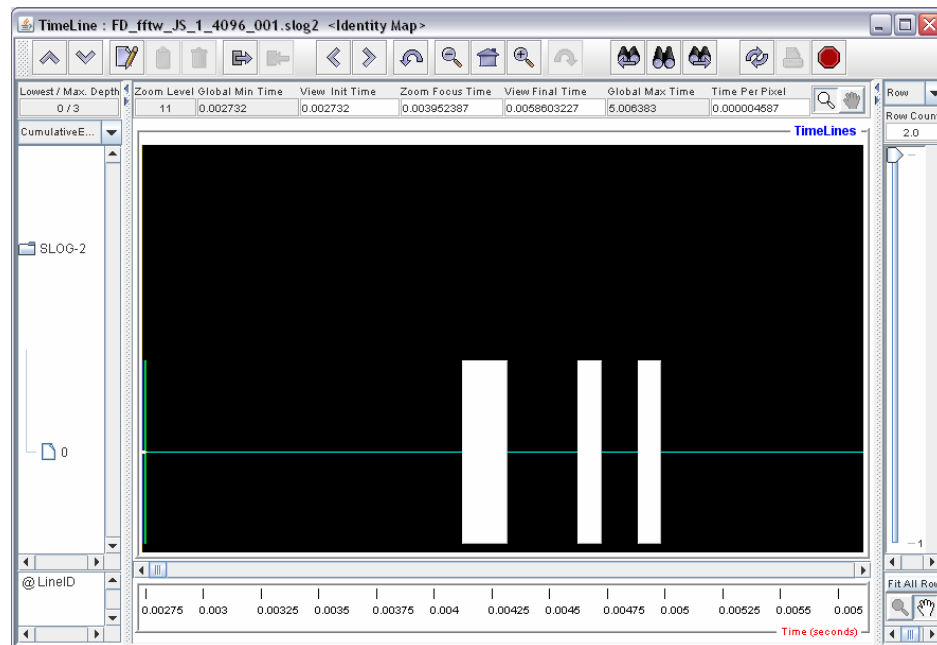 TimeLine : FD_fftw_JS_1_4096_001.slog2 <Identity Map>
Lowest / Max. Depth Zoom Level Global Min Time View Init Time Zoom Focus Time View Final Time Global Max Time Time Per Pixel Row
0 / 3 11 0.002732 0.002732 0.003952387 0.0058603227 5.006383 0.000004587
Row Coun
CumulativeE... 2.0
TimeLines
SLOG-2
0
1
@ LineID
Fit All Ro
0.00275 0.003 0.00325 0.0035 0.00375 0.004 0.00425 0.0045 0.00475 0.005 0.00525 0.0055 0.005
Time (seconds)